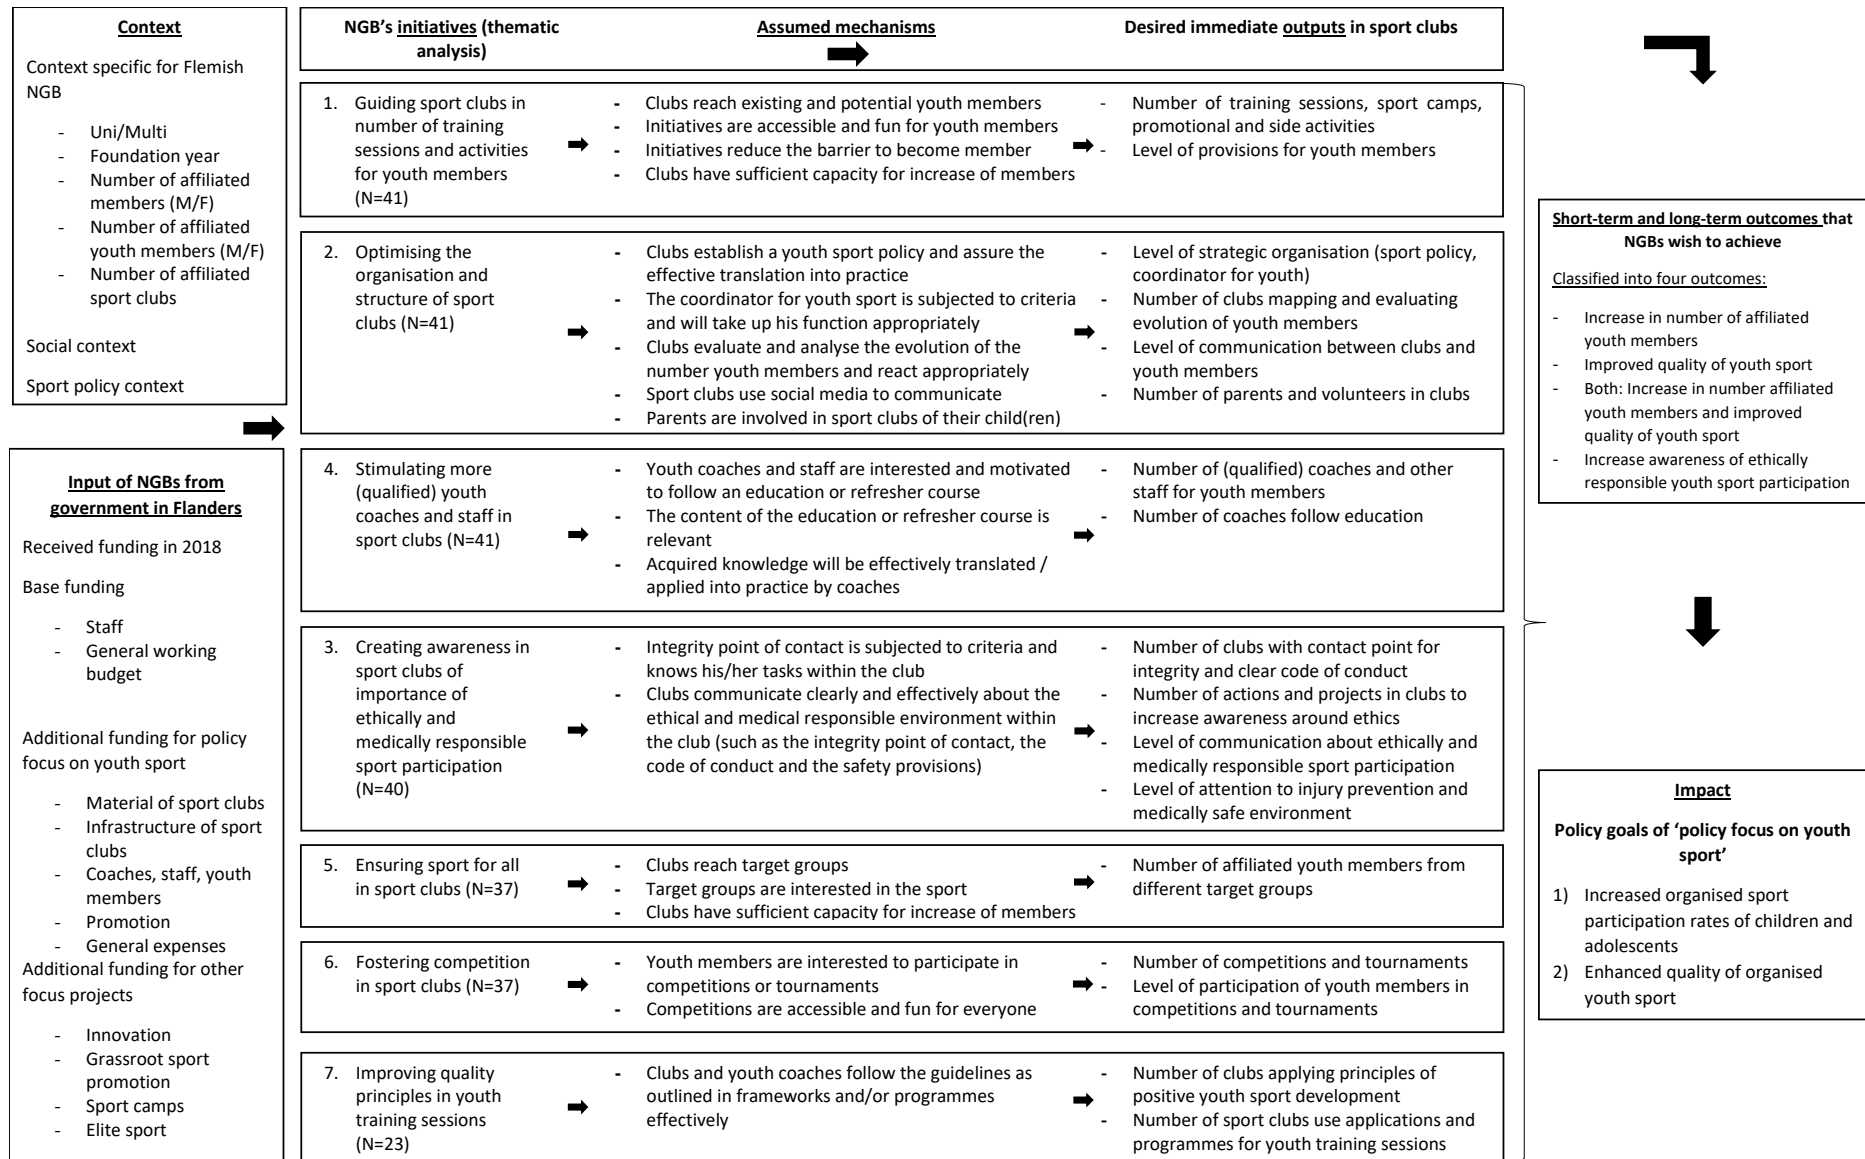 Context
Context specific for Flemish
NGB
- Uni/Multi
- Foundation year
- Number of affiliated
members (M/F)
- Number of affiliated
youth members (M/F)
- Number of affiliated
sport clubs
Social context
Sport policy context
Input of NGBs from
government in Flanders
Received funding in 2018
Base funding
- Staff
- General working
budget
Additional funding for policy
focus on youth sport
- Material of sport clubs
- Infrastructure of sport
clubs
- Coaches, staff, youth
members
- Promotion
- General expenses
Additional funding for other
focus projects
- Innovation
- Grassroot sport
promotion
- Sport camps
- Elite sport
NGB's initiatives (thematic
analysis)
Assumed mechanisms
Desired immediate outputs in sport clubs
1. Guiding sport clubs in
number of training
sessions and activities
for youth members
(N=41)
- Clubs reach existing and potential youth members
- Initiatives are accessible and fun for youth members
- Initiatives reduce the barrier to become member
- Clubs have sufficient capacity for increase of members
- Number of training sessions, sport camps,
promotional and side activities
- Level of provisions for youth members
2. Optimising the
organisation and
structure of sport
clubs (N=41)
- Clubs establish a youth sport policy and assure the
effective translation into practice
- The coordinator for youth sport is subjected to criteria
and will take up his function appropriately
- Clubs evaluate and analyse the evolution of the
number youth members and react appropriately
- Sport clubs use social media to communicate
- Parents are involved in sport clubs of their child(ren)
- Level of strategic organisation (sport policy,
coordinator for youth)
- Number of clubs mapping and evaluating
evolution of youth members
- Level of communication between clubs and
youth members
- Number of parents and volunteers in clubs
4. Stimulating more
(qualified) youth
coaches and staff in
sport clubs (N=41)
- Youth coaches and staff are interested and motivated
to follow an education or refresher course
- The content of the education or refresher course is
relevant
- Acquired knowledge will be effectively translated /
applied into practice by coaches
- Number of (qualified) coaches and other
staff for youth members
- Number of coaches follow education
3. Creating awareness in
sport clubs of
importance of
ethically and
medically responsible
sport participation
(N=40)
- Integrity point of contact is subjected to criteria and
knows his/her tasks within the club
- Clubs communicate clearly and effectively about the
ethical and medical responsible environment within
the club (such as the integrity point of contact, the
code of conduct and the safety provisions)
- Number of clubs with contact point for
integrity and clear code of conduct
- Number of actions and projects in clubs to
increase awareness around ethics
- Level of communication about ethically and
medically responsible sport participation
- Level of attention to injury prevention and
medically safe environment
5. Ensuring sport for all
in sport clubs (N=37)
- Clubs reach target groups
- Target groups are interested in the sport
- Clubs have sufficient capacity for increase of members
- Number of affiliated youth members from
different target groups
6. Fostering competition
in sport clubs (N=37)
- Youth members are interested to participate in
competitions or tournaments
- Competitions are accessible and fun for everyone
- Number of competitions and tournaments
- Level of participation of youth members in
competitions and tournaments
7. Improving quality
principles in youth
training sessions
(N=23)
- Clubs and youth coaches follow the guidelines as
outlined in frameworks and/or programmes
effectively
- Number of clubs applying principles of
positive youth sport development
- Number of sport clubs use applications and
programmes for youth training sessions
Short-term and long-term outcomes that
NGBs wish to achieve
Classified into four outcomes:
- Increase in number of affiliated
youth members
- Improved quality of youth sport
- Both: Increase in number affiliated
youth members and improved
quality of youth sport
- Increase awareness of ethically
responsible youth sport participation
Impact
Policy goals of 'policy focus on youth
sport'
1) Increased organised sport
participation rates of children and
adolescents
2) Enhanced quality of organised
youth sport